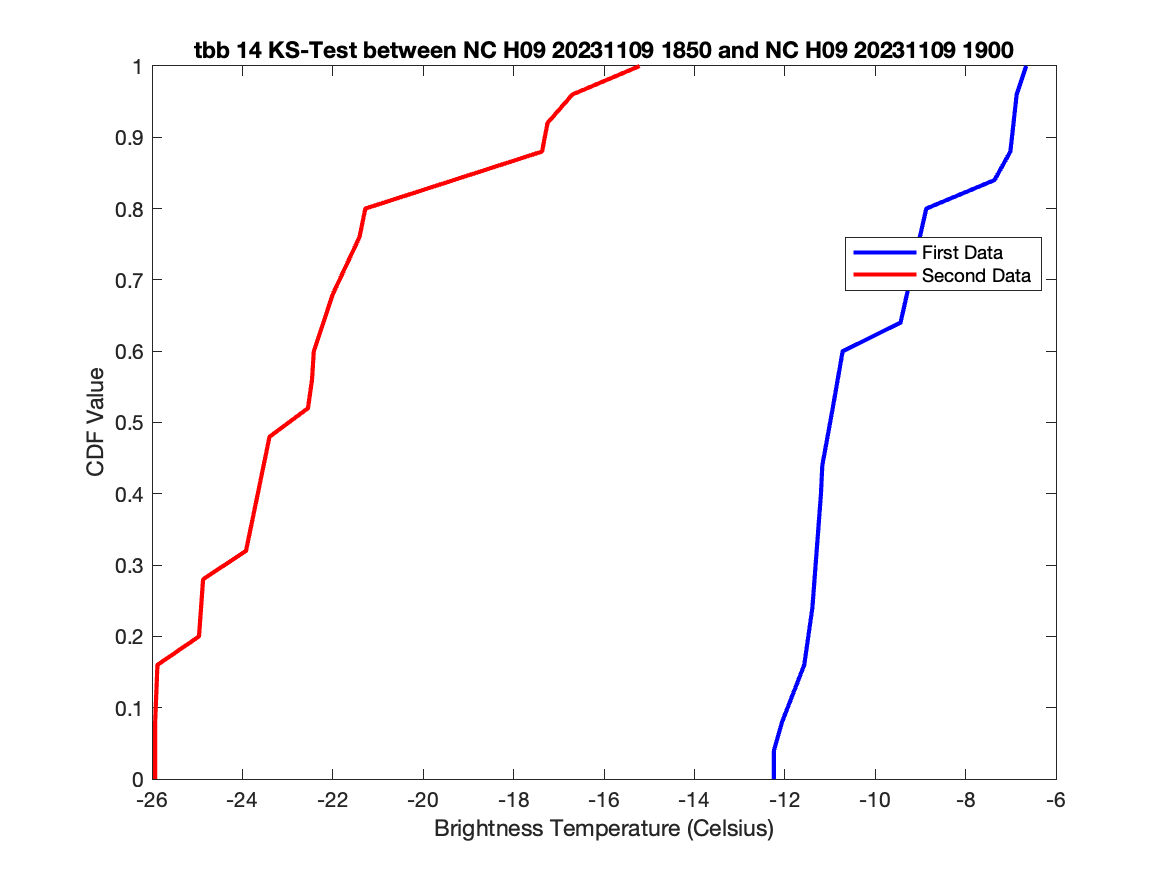 tbb 14 KS-Test between NC H09 20231109 1850 and NC H09 20231109 1900
1
0.9
0.8
0.7
0.6
0.5
0.4
0.3
0.2
0.1
0
CDF Value
First Data
Second Data
-26 -24 -22 -20 -18 -16 -14 -12 -10 -8 -6
Brightness Temperature (Celsius)